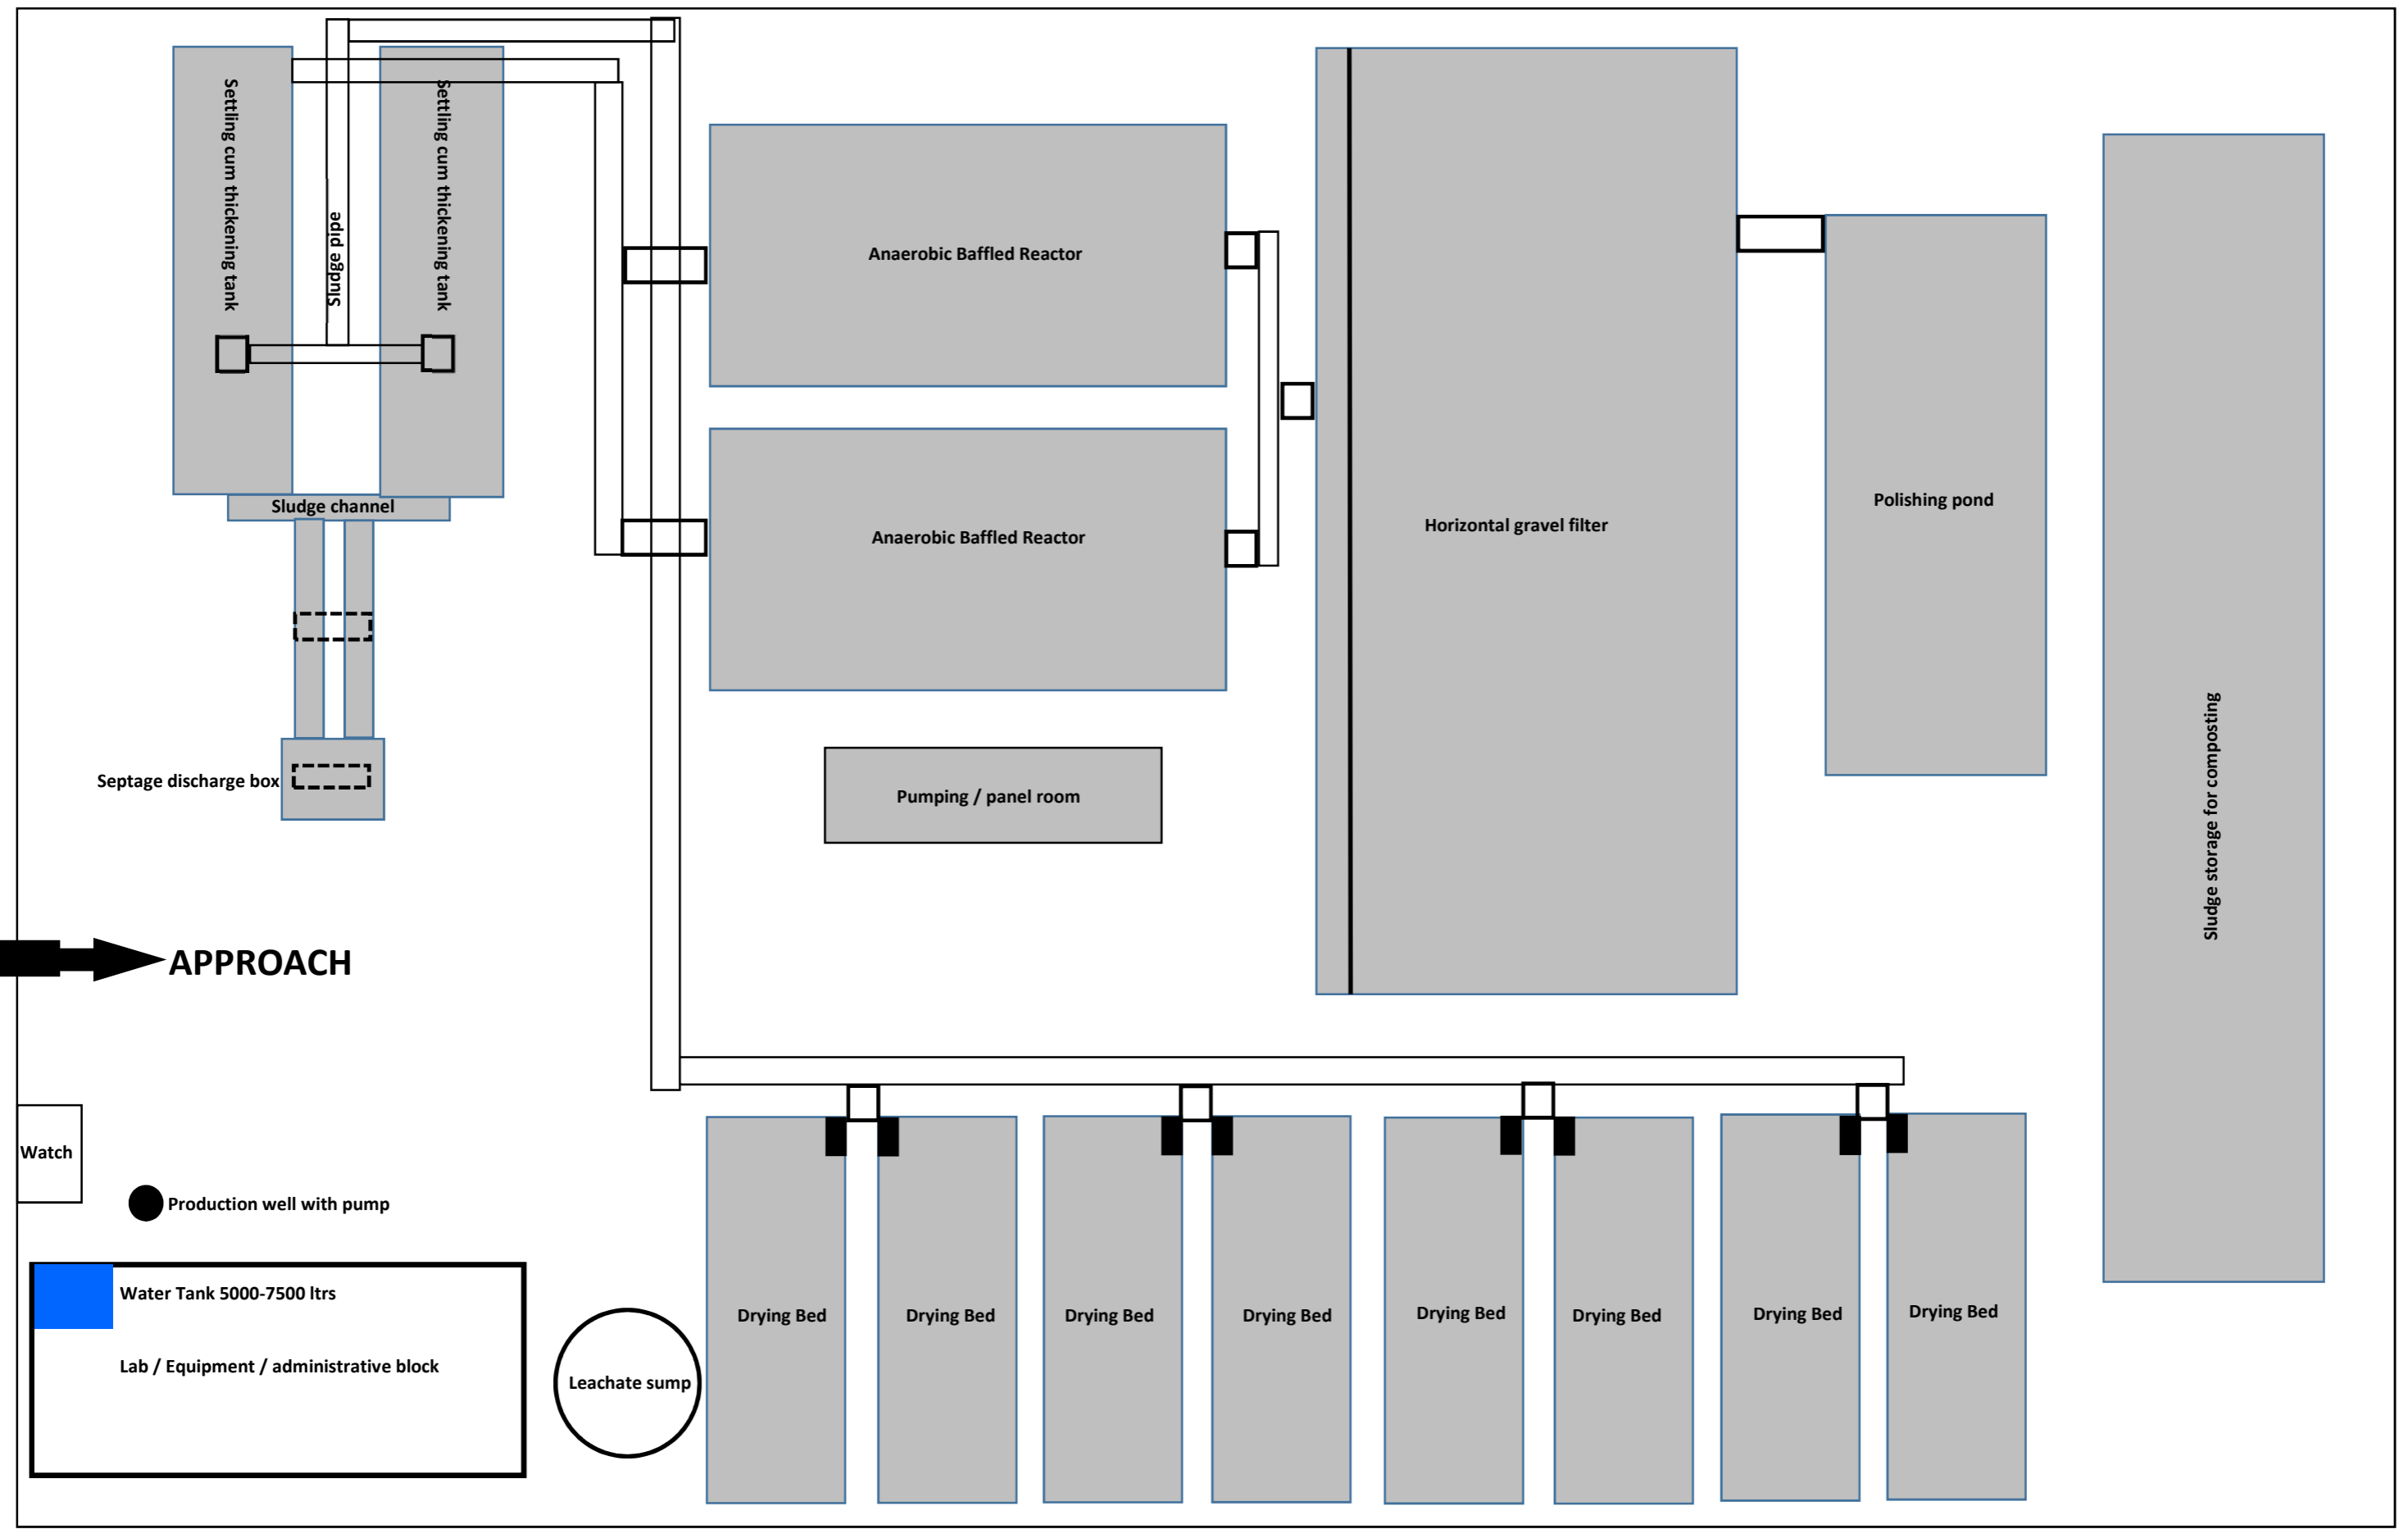 Settling cum thickening tank
Sludge pipe
Settling cum thickening tank
Anaerobic Baffled Reactor
Sludge channel
Anaerobic Baffled Reactor
Horizontal gravel filter
Polishing pond
Septage discharge box
Pumping / panel room
Sludge storage for composting
APPROACH
Watch
Production well with pump
Water Tank 5000-7500 ltrs
Lab / Equipment / administrative block
Leachate sump
Drying Bed
Drying Bed
Drying Bed
Drying Bed
Drying Bed
Drying Bed
Drying Bed
Drying Bed